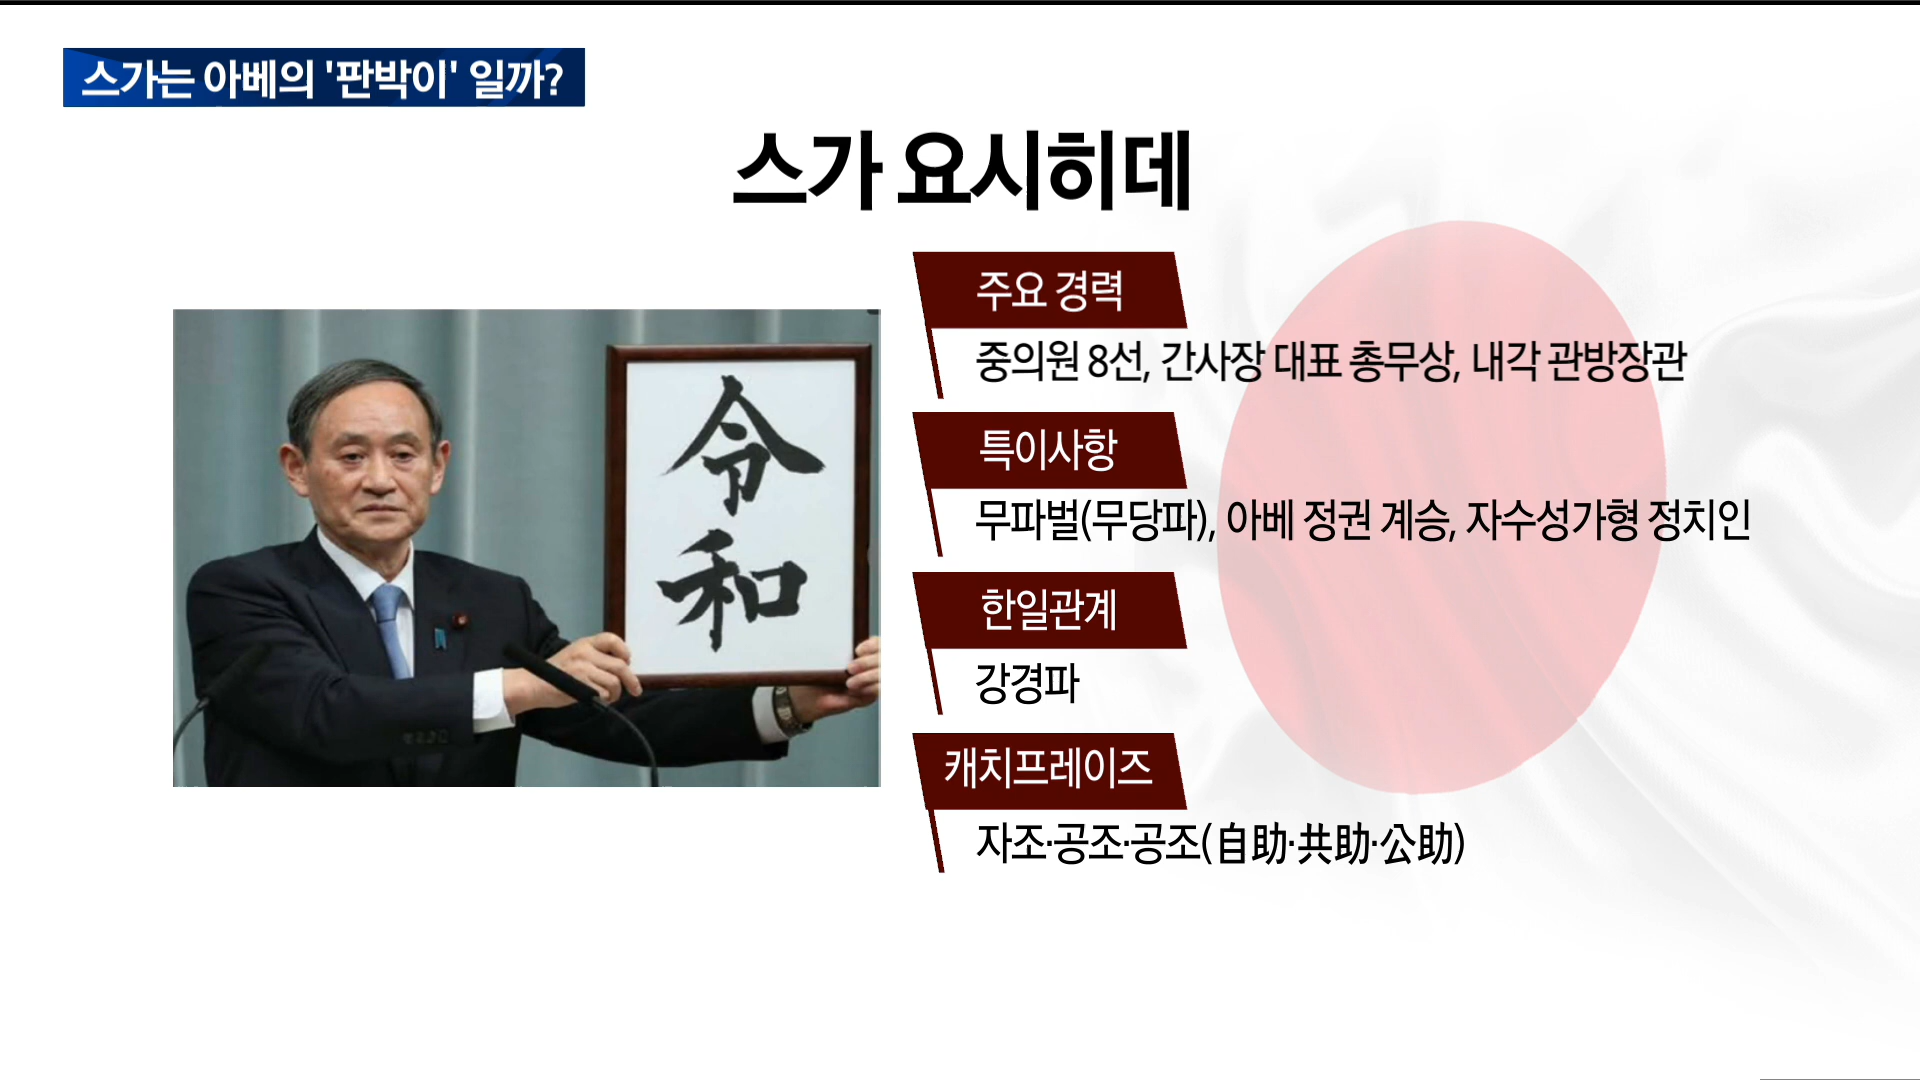 스가는 아베의 '판박이' 일까?
스가 요시히데
令
和
주요 경력
중의원 8선, 간사장 대표 총무상, 내각 관방장관
특이사항
무파벌(무당파), 아베 정권 계승, 자수성가형 정치인
한일관계
강경파
캐치프레이즈
자조·공조·공조(自助·共助·公助)